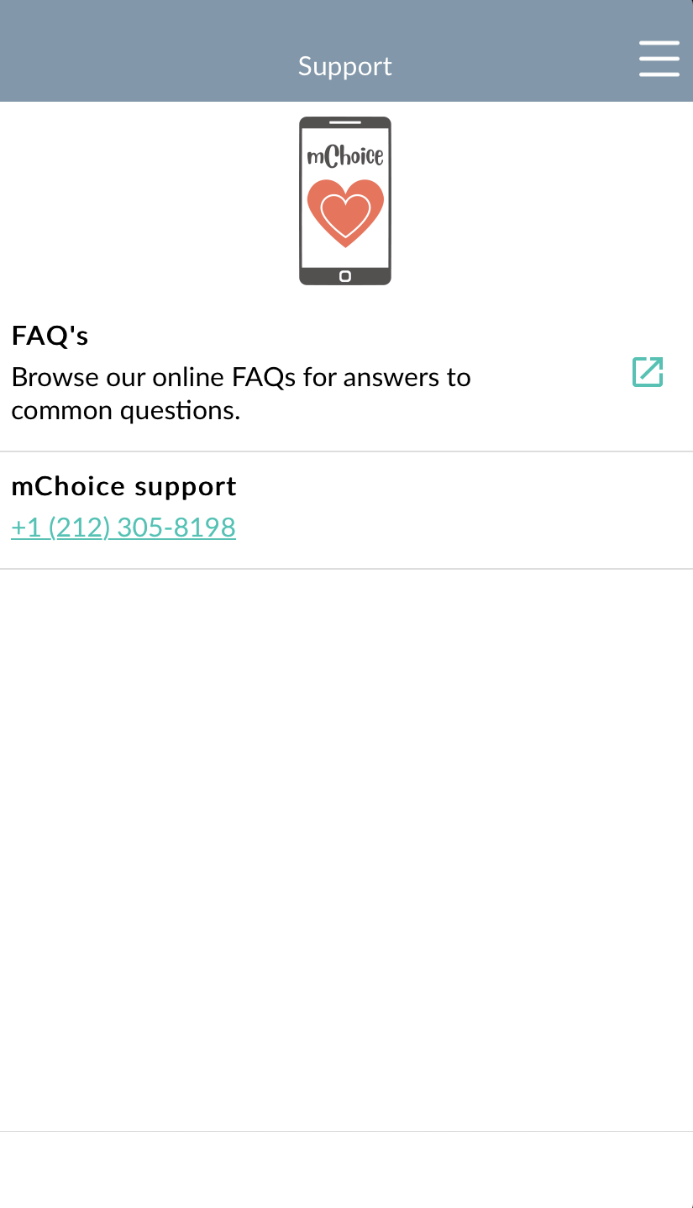 Support
mChoice
FAQ's
Browse our online FAQs for answers to
common questions.
mChoice support
+1 (212) 305-8198